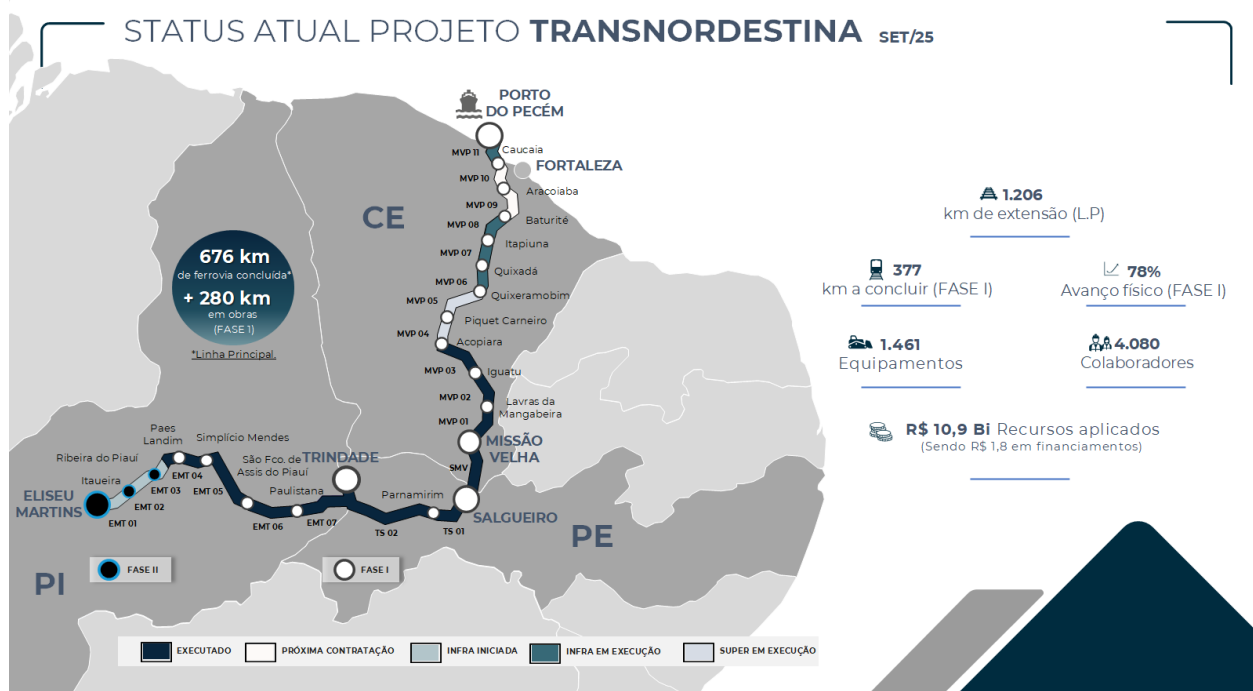 STATUS ATUAL PROJETO TRANSNORDESTINA SET/25
PORTO
DO PECÉM
MVP 11
Caucaia
FORTALEZA
MVP 10
Araçoiaba
MVP 09
CE
Baturité
MVP 08
Itapiuna
MVP 07
Quixadá
MVP 06
Quixeramobim
MVP 05
Piquet Carneiro
MVP 04
Acopiara
MVP 03
Iguatu
MVP 02
Lavras da
Mangabeira
MVP 01
MISSÃO
VELHA
SMV
676 km
de ferrovia concluída*
+ 280 km
em obras
(FASE 1)
*Linha Principal.
Paes
Landim
Simplício Mendes
Ribeira do Piauí
EMT 04
São Fco. de
Assis do Piauí
TRINDADE
Itaueira
EMT 03
EMT 05
Paulistana
Parnamirim
ELISEU
MARTINS
EMT 02
EMT 01
EMT 06
EMT 07
TS 02
TS 01
SALGUEIRO
PE
PI
FASE II
FASE I
EXECUTADO
PRÓXIMA CONTRATAÇÃO
INFRA INICIADA
INFRA EM EXECUÇÃO
SUPER EM EXECUÇÃO
1.206
km de extensão (L.P)
377
km a concluir (FASE I)
78%
Avanço físico (FASE I)
1.461
Equipamentos
4.080
Colaboradores
R$ 10,9 Bi Recursos aplicados
(Sendo R$ 1,8 em financiamentos)